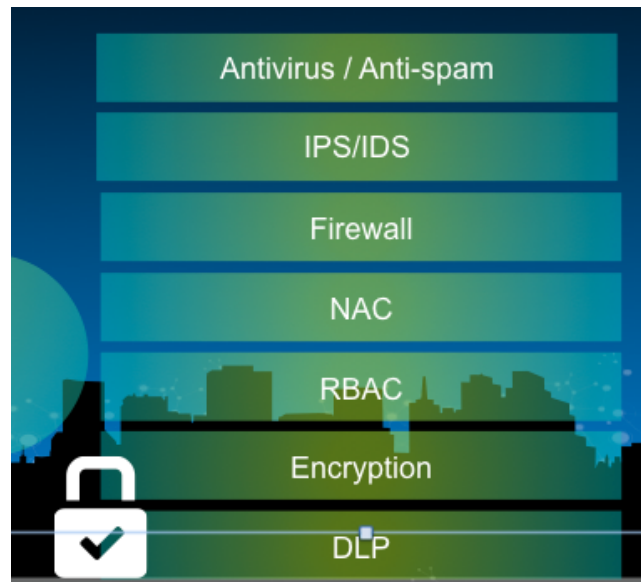 Antivirus / Anti-spam
IPS/IDS
Firewall
NAC
RBAC
Encryption
DLP